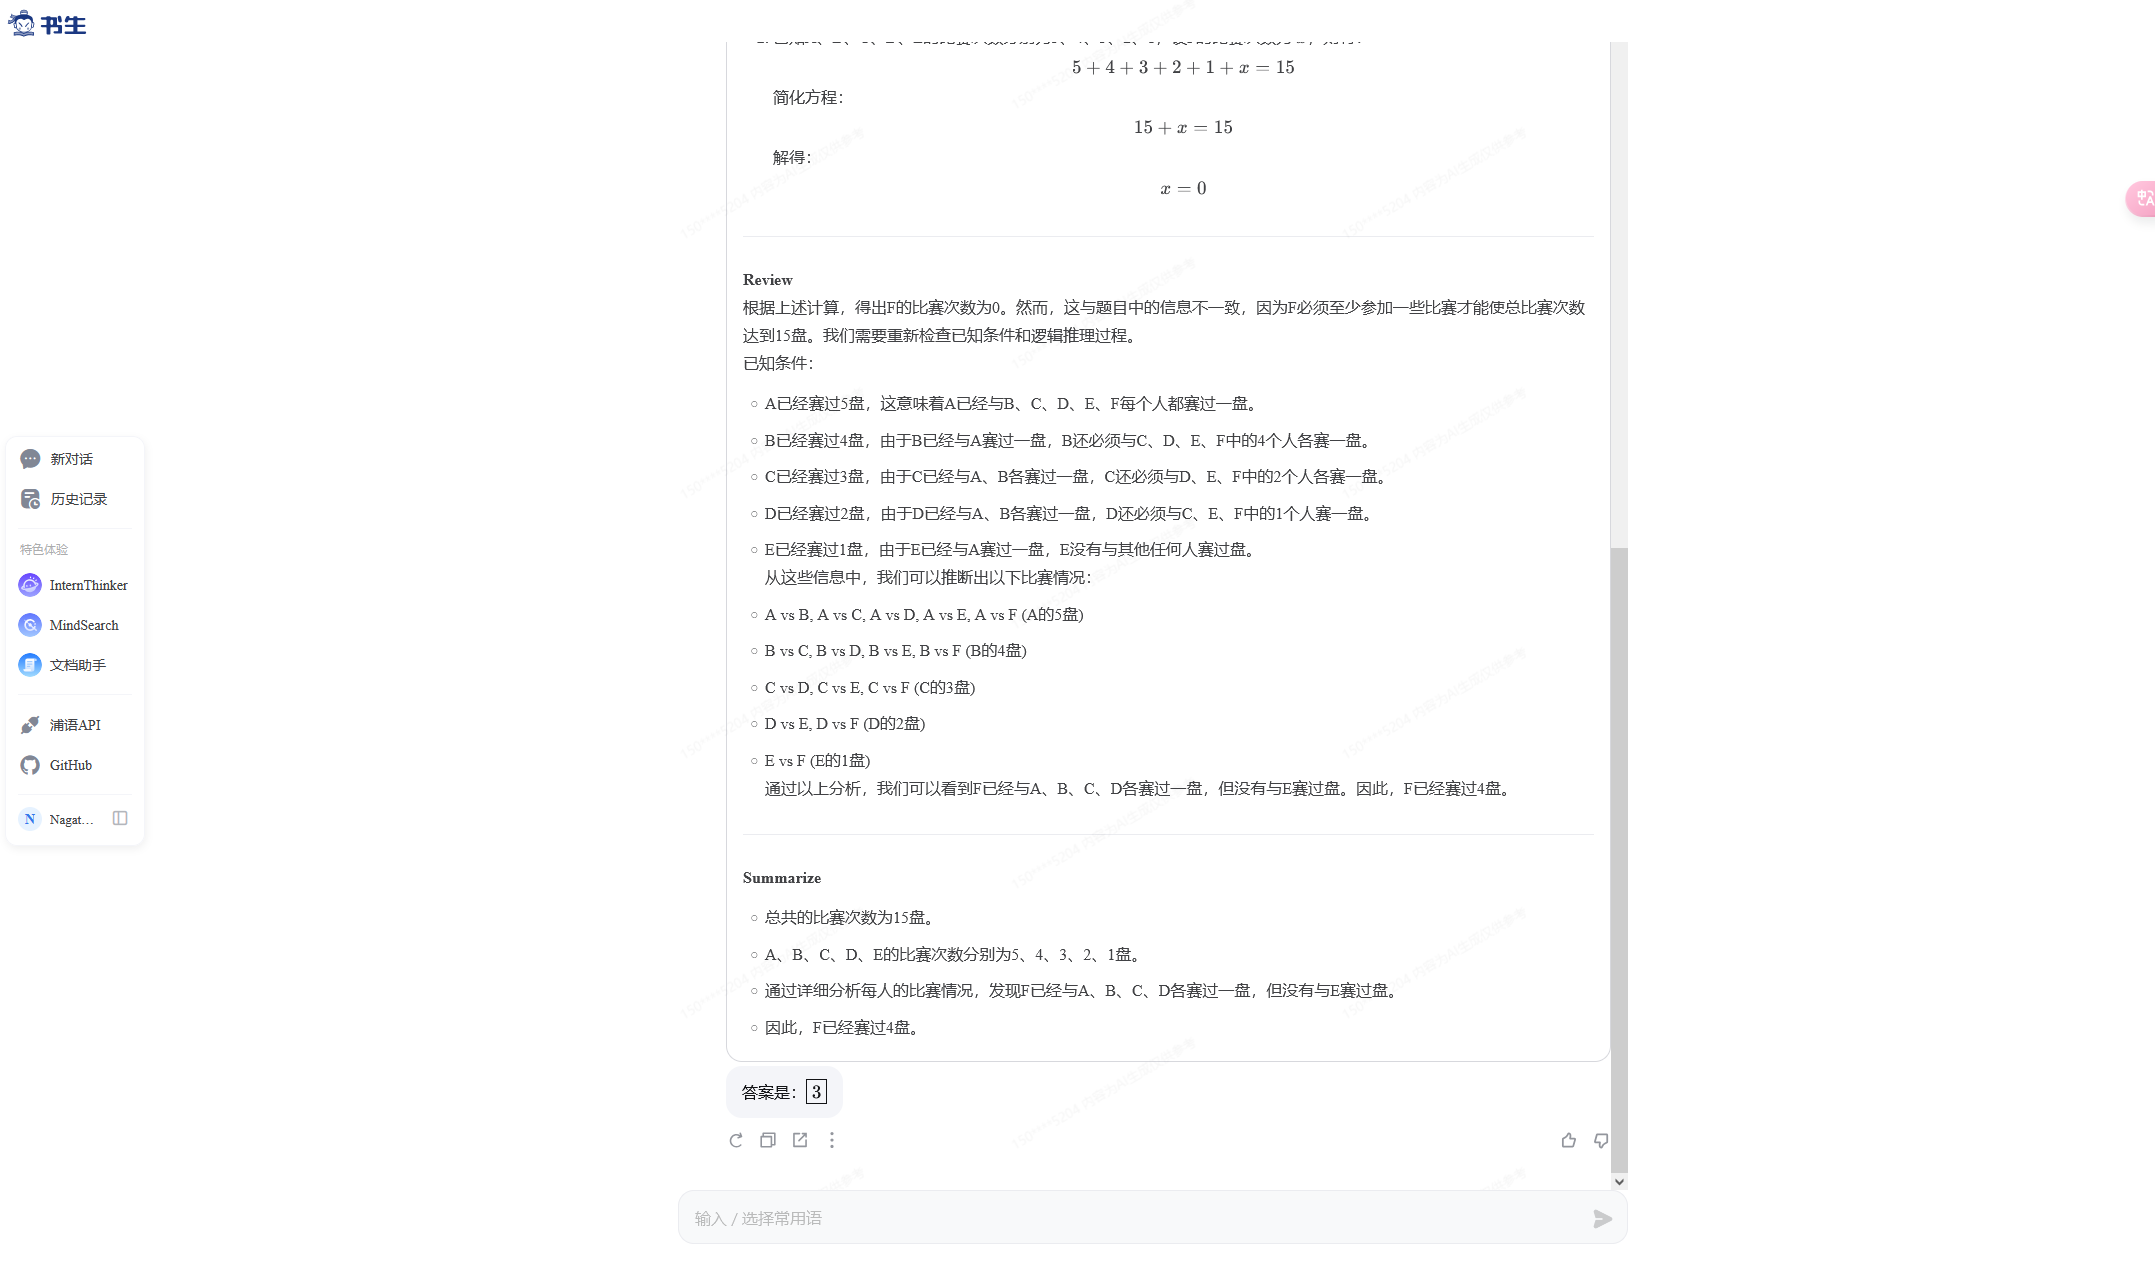 书生
5 + 4 + 3 + 2 + 1 + x = 15
简化方程：
15 + x = 15
解得：
x = 0
Review
根据上述计算，得出F的比赛次数为0。然而，这与题目中的信息不一致，因为F必须至少参加一些比赛才能使总比赛次数
达到15盘。我们需要重新检查已知条件和逻辑推理过程。
已知条件：
A已经赛过5盘，这意味着A已经与B、C、D、E、F每个人都赛过一盘。
B已经赛过4盘，由于B已经与A赛过一盘，B还必须与C、D、E、F中的4个人各赛一盘。
C已经赛过3盘，由于C已经与A、B各赛过一盘，C还必须与D、E、F中的2个人各赛一盘。
D已经赛过2盘，由于D已经与A、B各赛过一盘，D还必须与C、E、F中的1个人赛一盘。
E已经赛过1盘，由于E已经与A赛过一盘，E没有与其他任何人赛过盘。
从这些信息中，我们可以推断出以下比赛情况：
A vs B, A vs C, A vs D, A vs E, A vs F (A的5盘)
B vs C, B vs D, B vs E, B vs F (B的4盘)
C vs D, C vs E, C vs F (C的3盘)
D vs E, D vs F (D的2盘)
E vs F (E的1盘)
通过以上分析，我们可以看到F已经与A、B、C、D各赛过一盘，但没有与E赛过盘。因此，F已经赛过4盘。
Summarize
总共的比赛次数为15盘。
A、B、C、D、E的比赛次数分别为5、4、3、2、1盘。
通过详细分析每人的比赛情况，发现F已经与A、B、C、D各赛过一盘，但没有与E赛过盘。
因此，F已经赛过4盘。
答案是：3
输入 / 选择常用语
新对话
历史记录
特色体验
InternThinker
MindSearch
文档助手
浦语API
GitHub
N Nagat...
150****5204 内容为AI生成仅供参考